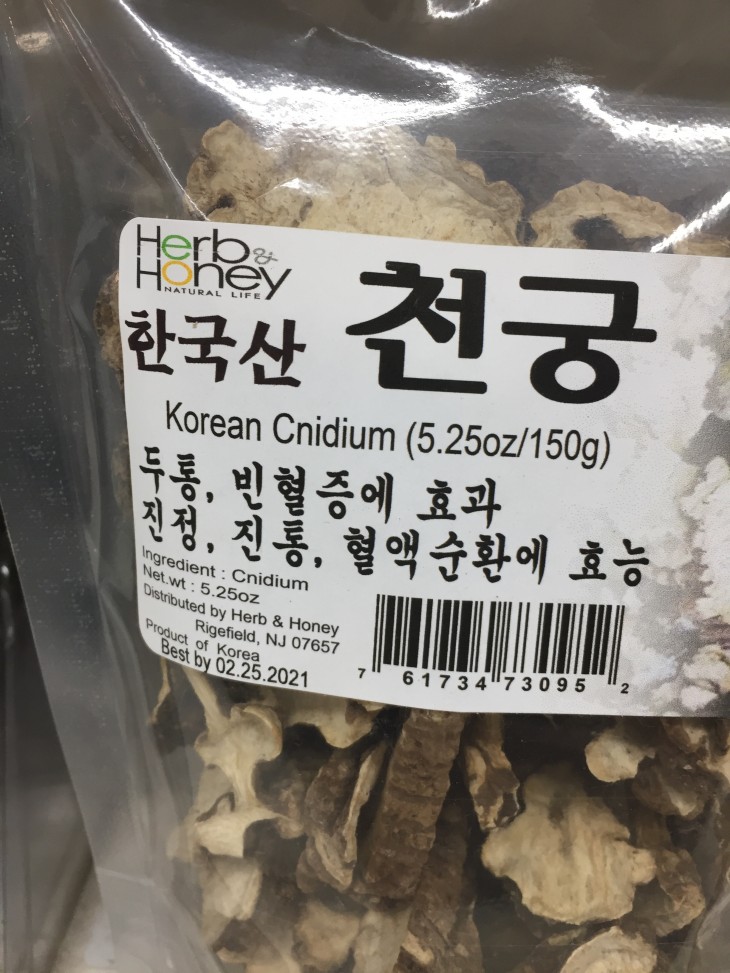 Herb &
Honey
NATURAL LIFE
한국산 천궁
Korean Cnidium (5.25oz/150g)
두통, 빈혈증에 효과
진정, 진통, 혈액순환에 효능
Ingredient : Cnidium
Net.wt : 5.25oz
Distributed by Herb & Honey
Rigefield, NJ 07657
Product of Korea
Best by 02.25.2021
7 61734 73095 2